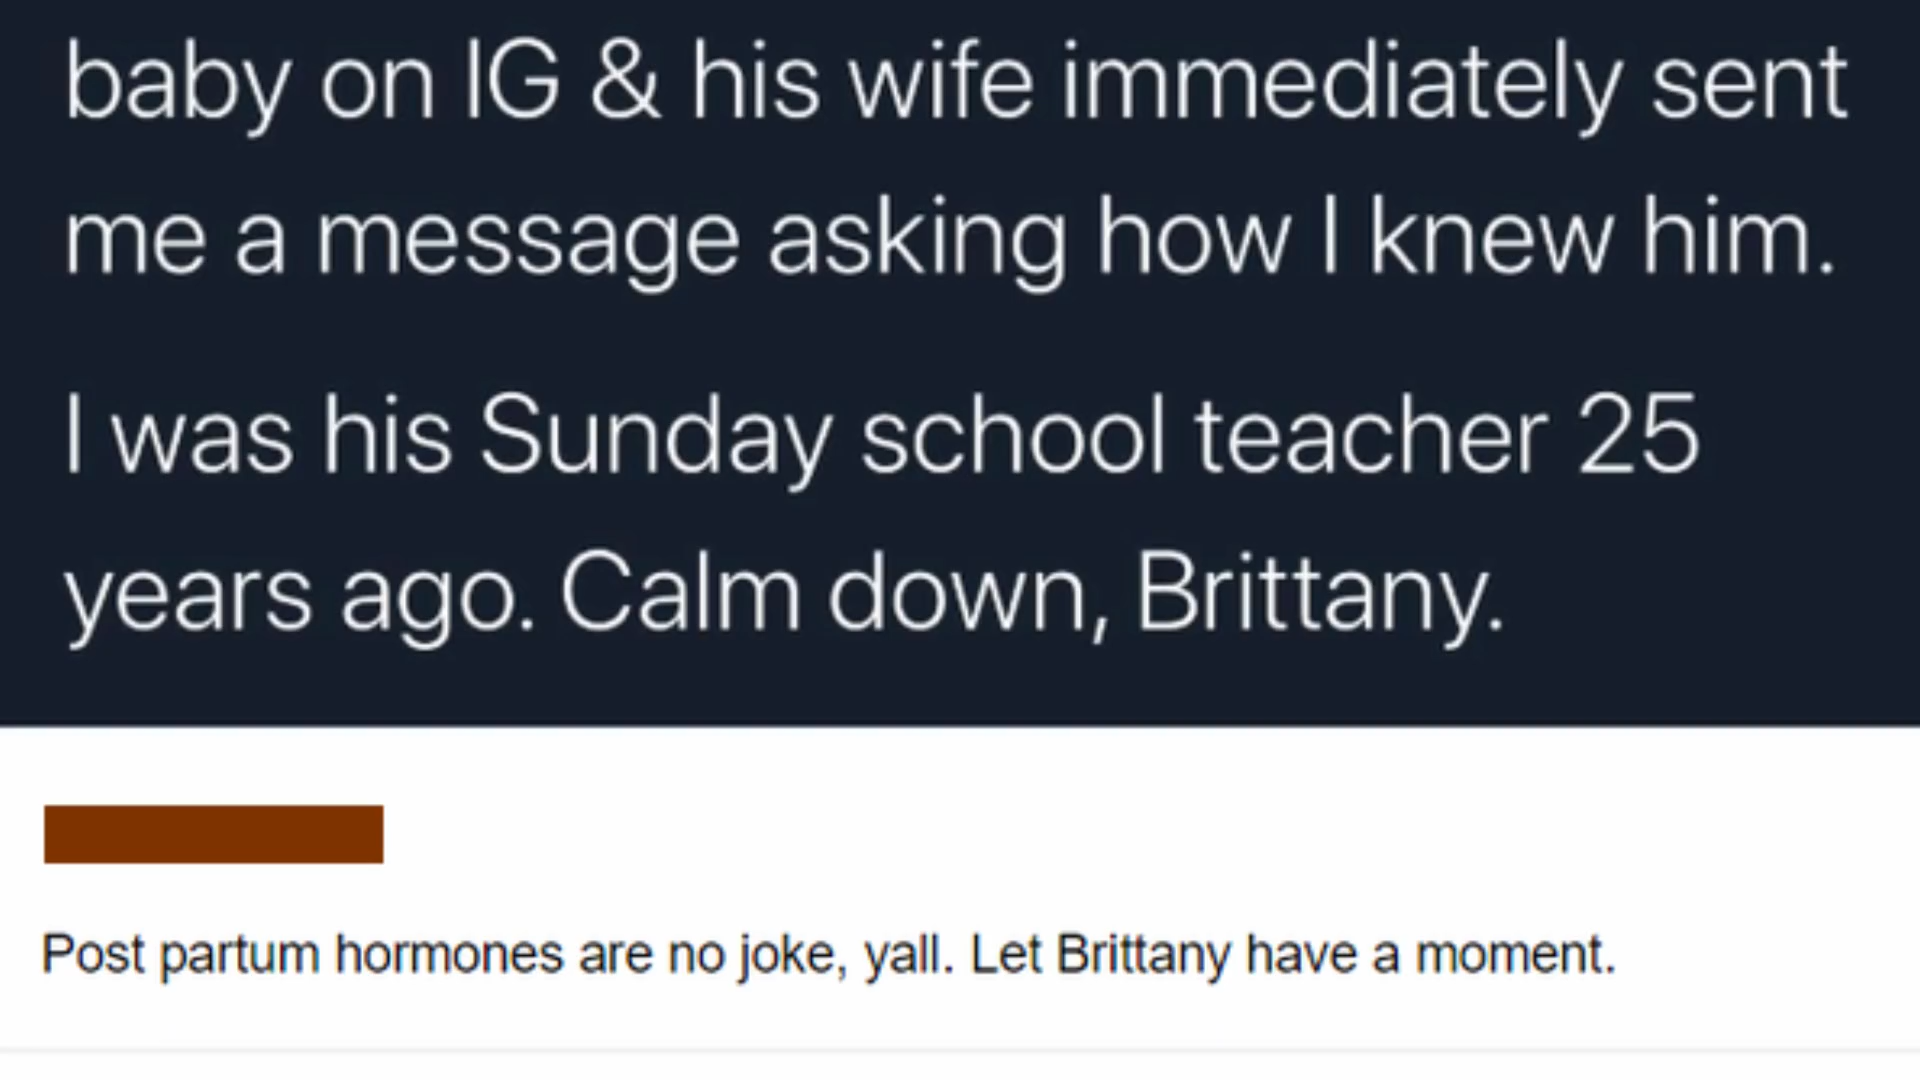 baby on IG & his wife immediately sent
me a message asking how I knew him.
I was his Sunday school teacher 25
years ago. Calm down, Brittany.
Post partum hormones are no joke, yall. Let Brittany have a moment.